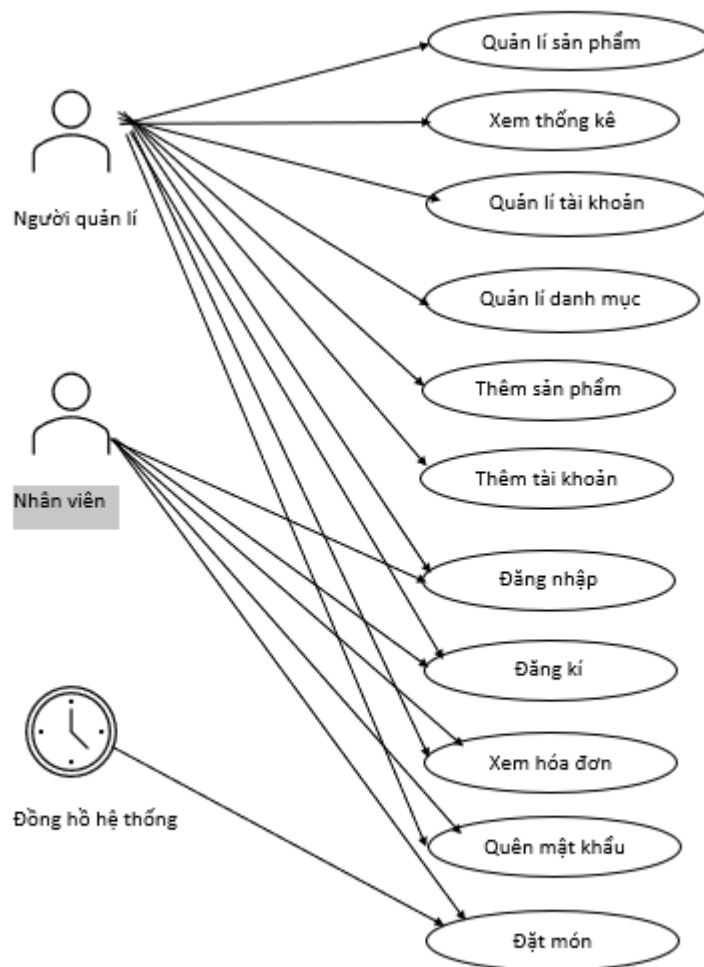 Quản lí sản phẩm
Xem thống kê
Quản lí tài khoản
Người quản lí
Quản lí danh mục
Thêm sản phẩm
Thêm tài khoản
Nhân viên
Đăng nhập
Đăng kí
Xem hóa đơn
Đồng hồ hệ thống
Quên mật khẩu
Đặt món